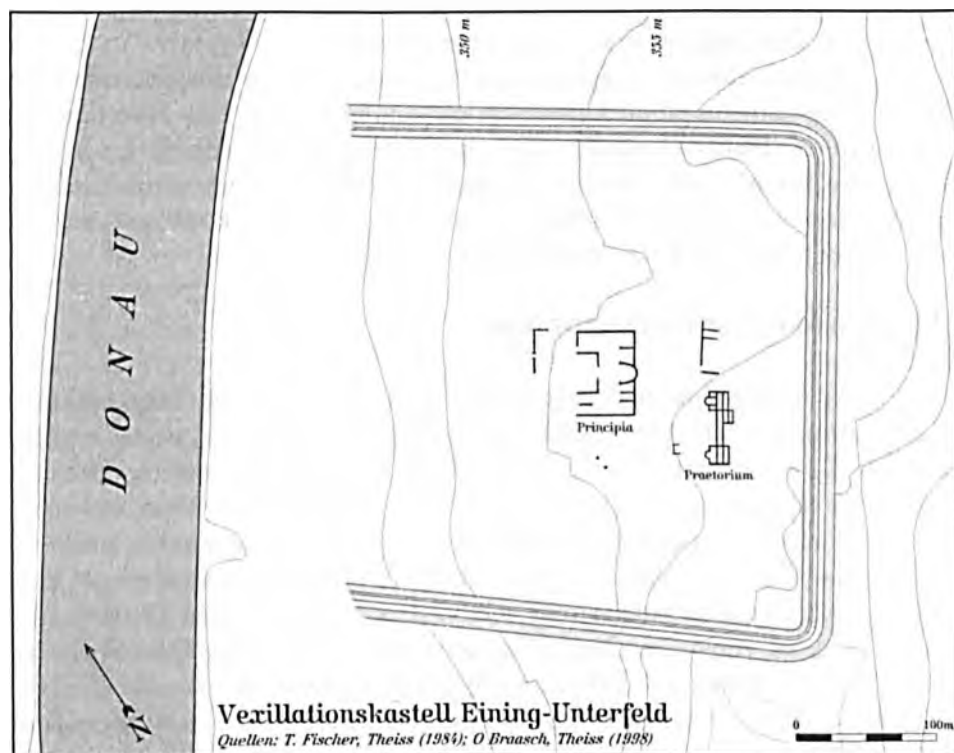 350 m
355 m
DONAU
Principia
Praetorium
N
Vexillationskastell Eining-Unterfeld
Quellen: T. Fischer, Theiss (1984); O Braasch, Theiss (1998)
0 100m